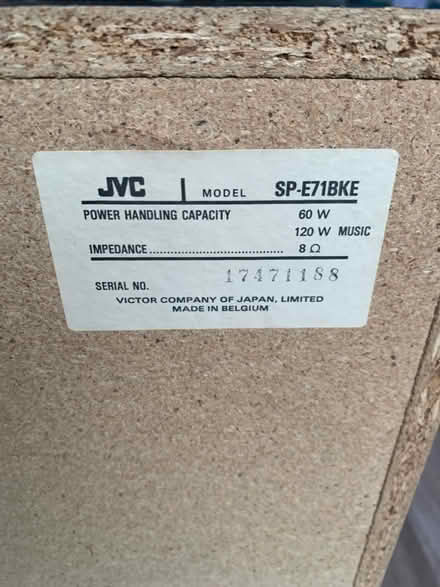 JVC | MODEL SP-E71BKE
POWER HANDLING CAPACITY 60 W
120 W MUSIC
IMPEDANCE..................................... 8 Ω
SERIAL NO. 17471188
VICTOR COMPANY OF JAPAN, LIMITED
MADE IN BELGIUM